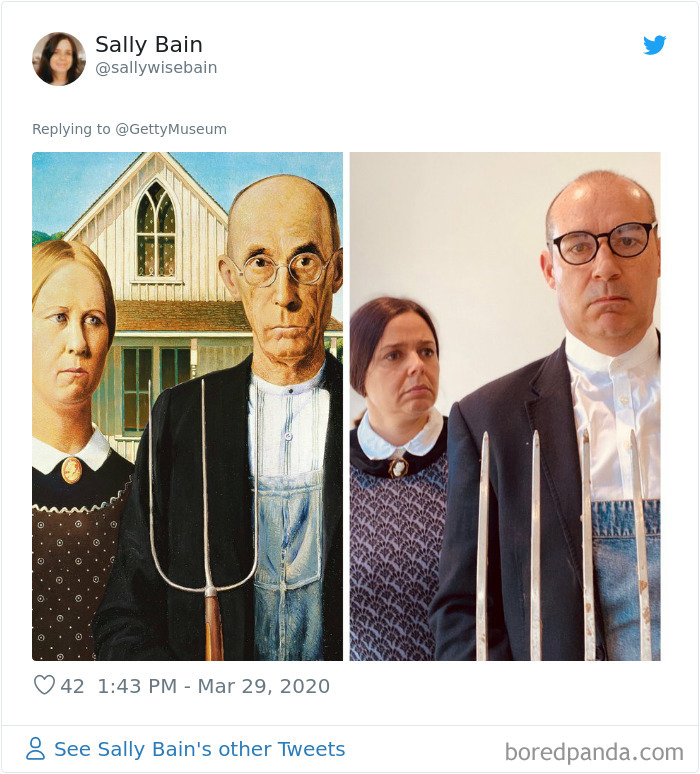 Sally Bain
@sallywisebain
Replying to @GettyMuseum
42 1:43 PM - Mar 29, 2020
See Sally Bain's other Tweets
boredpanda.com